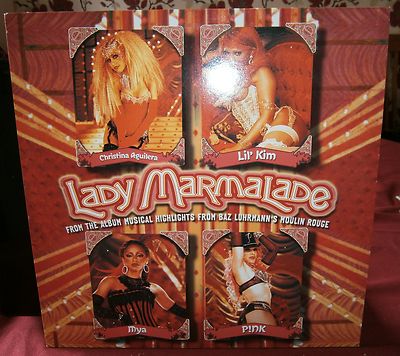 Christina Aguilera
Lil' Kim
LADY MARMALADE
FROM THE ALBUM MUSICAL HIGHLIGHTS FROM BAZ LUHRMANN'S MOULIN ROUGE
mya
P!NK